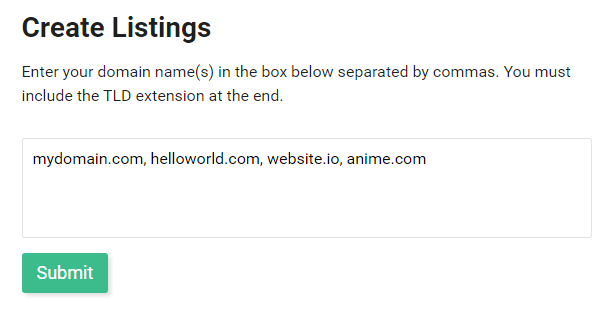 Create Listings
Enter your domain name(s) in the box below separated by commas. You must
include the TLD extension at the end.
mydomain.com, helloworld.com, website.io, anime.com
Submit